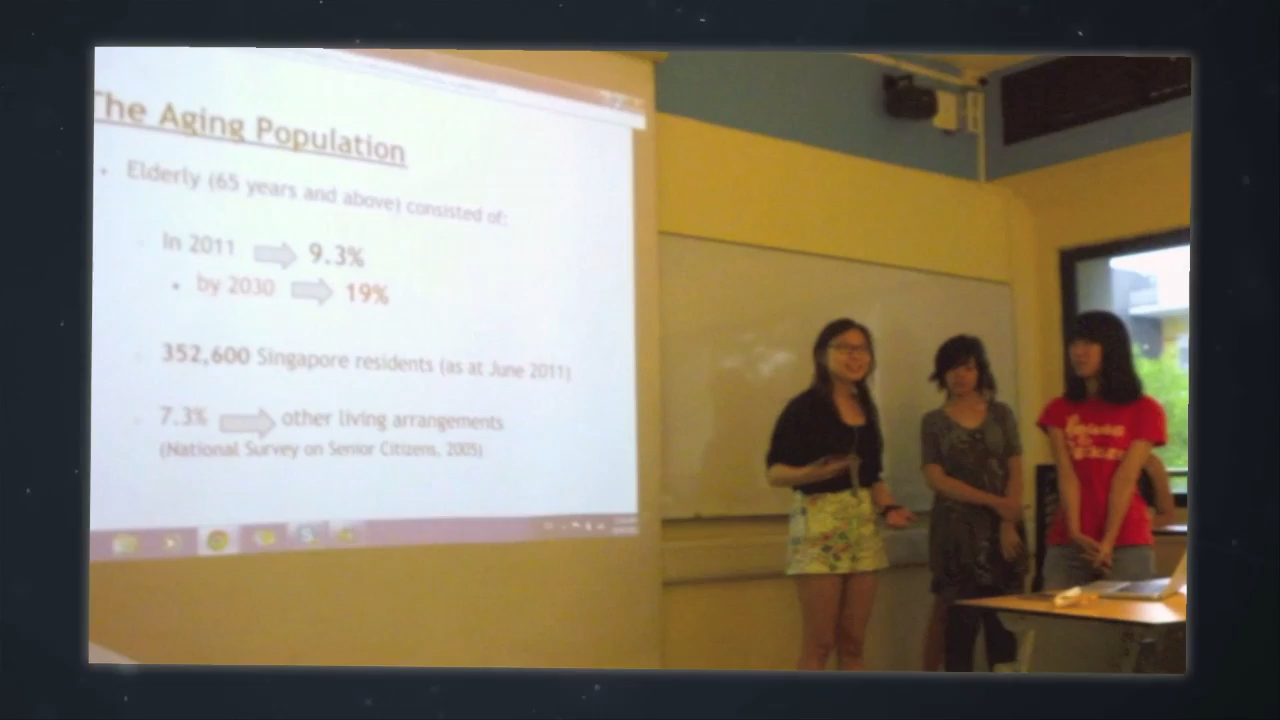 The Aging Population
• Elderly (65 years and above) consisted of:
In 2011 9.3%
• by 2030 19%
352,600 Singapore residents (as at June 2011)
7.3% other living arrangements
(National Survey on Senior Citizens, 2005)